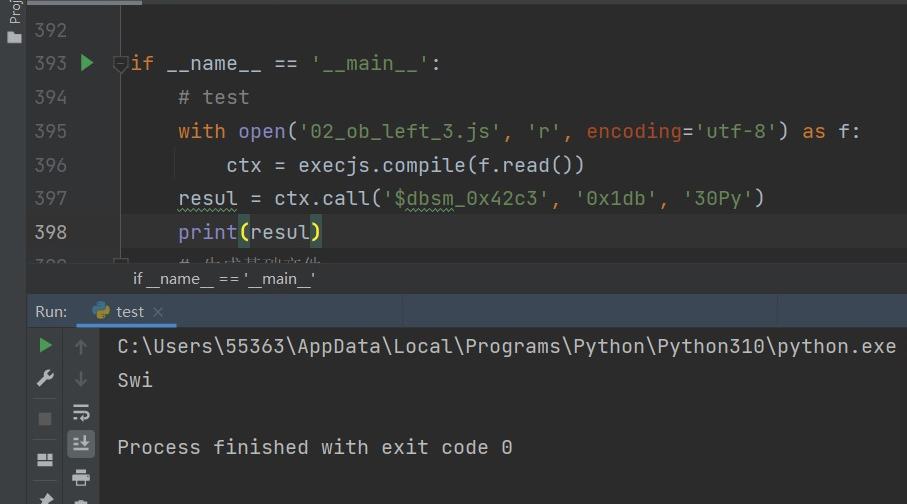 Proj
392
393 if __name__ == '__main__':
394 # test
395 with open('02_ob_left_3.js', 'r', encoding='utf-8') as f:
396 ctx = execjs.compile(f.read())
397 resul = ctx.call('$dbsm_0x42c3', '0x1db', '30Py')
398 print(resul)
if __name__ == '__main__'
Run: test
C:\Users\55363\AppData\Local\Programs\Python\Python310\python.exe
Swi
Process finished with exit code 0